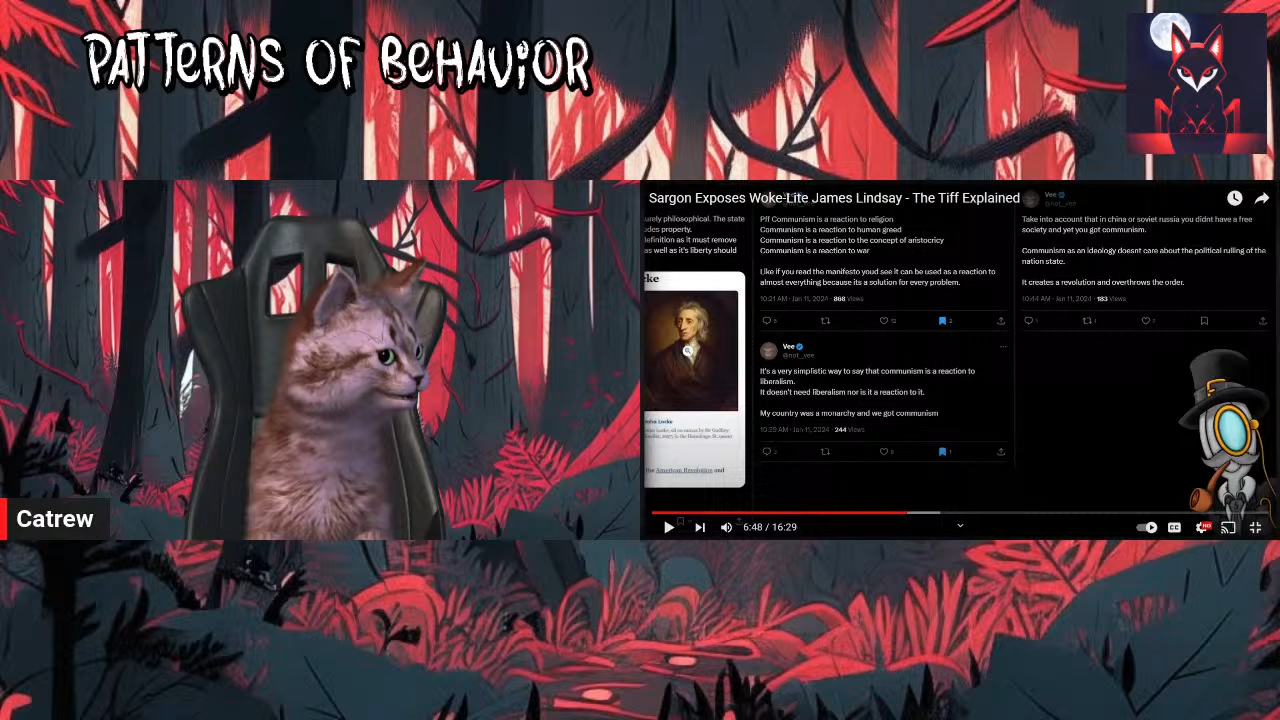 PATTERNS OF BEHAVIOR
Sargon Exposes Woke-Lite James Lindsay - The Tiff Explained
urely philosophical. The state
udes property.
definition as it must remove
as well as it's liberty should
cke
John Locke
the American Revolution and
Pff Communism is a reaction to religion
Communism is a reaction to human greed
Communism is a reaction to the concept of aristocricy
Communism is a reaction to war
Like if you read the manifesto youd see it can be used as a reaction to
almost everything because its a solution for every problem.
10:21 AM · Jan 11, 2024 · 868 Views
Vee
@not_vee
It's a very simplistic way to say that communism is a reaction to
liberalism.
It doesn't need liberalism nor is it a reaction to it.
My country was a monarchy and we got communism
10:29 AM · Jan 11, 2024 · 244 Views
Vee
@not_vee
Take into account that in china or soviet russia you didnt have a free
society and yet you got communism.
Communism as an ideology doesnt care about the political rulling of the
nation state.
It creates a revolution and overthrows the order.
10:44 AM · Jan 11, 2024 · 183 Views
6:48 / 16:29
CC
HD
Catrew